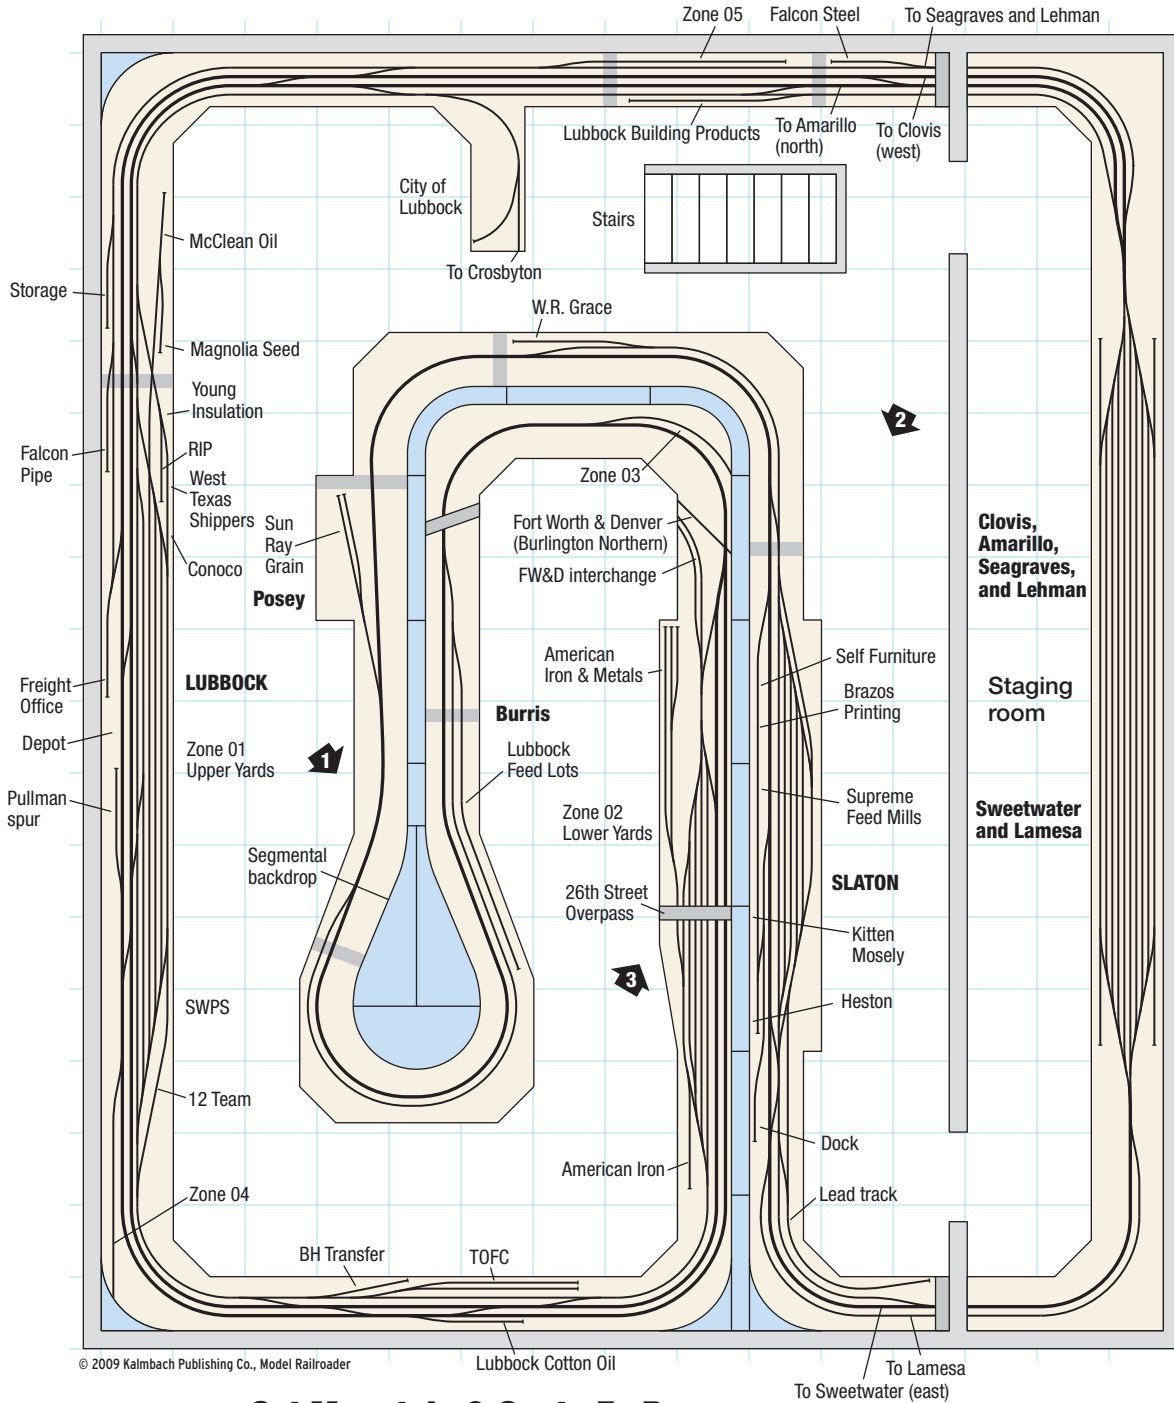 Zone 05
Falcon Steel
To Seagraves and Lehman
Lubbock Building Products
To Amarillo
(north)
To Clovis
(west)
City of
Lubbock
Stairs
To Crosbyton
McClean Oil
Storage
W.R. Grace
Magnolia Seed
Young
Insulation
2
Falcon
Pipe
RIP
West
Texas
Shippers
Zone 03
Sun
Ray
Grain
Fort Worth & Denver
(Burlington Northern)
Clovis,
Amarillo,
Seagraves,
and Lehman
Conoco
FW&D interchange
Posey
American
Iron & Metals
Self Furniture
Freight
Office
LUBBOCK
Brazos
Printing
Staging
room
Burris
Depot
Zone 01
Upper Yards
1
Lubbock
Feed Lots
Pullman
spur
Zone 02
Lower Yards
Supreme
Feed Mills
Sweetwater
and Lamesa
Segmental
backdrop
26th Street
Overpass
SLATON
Kitten
Mosely
3
SWPS
Heston
12 Team
Dock
American Iron
Zone 04
Lead track
BH Transfer
TOFC
© 2009 Kalmbach Publishing Co., Model Railroader
Lubbock Cotton Oil
To Lamesa
To Sweetwater (east)